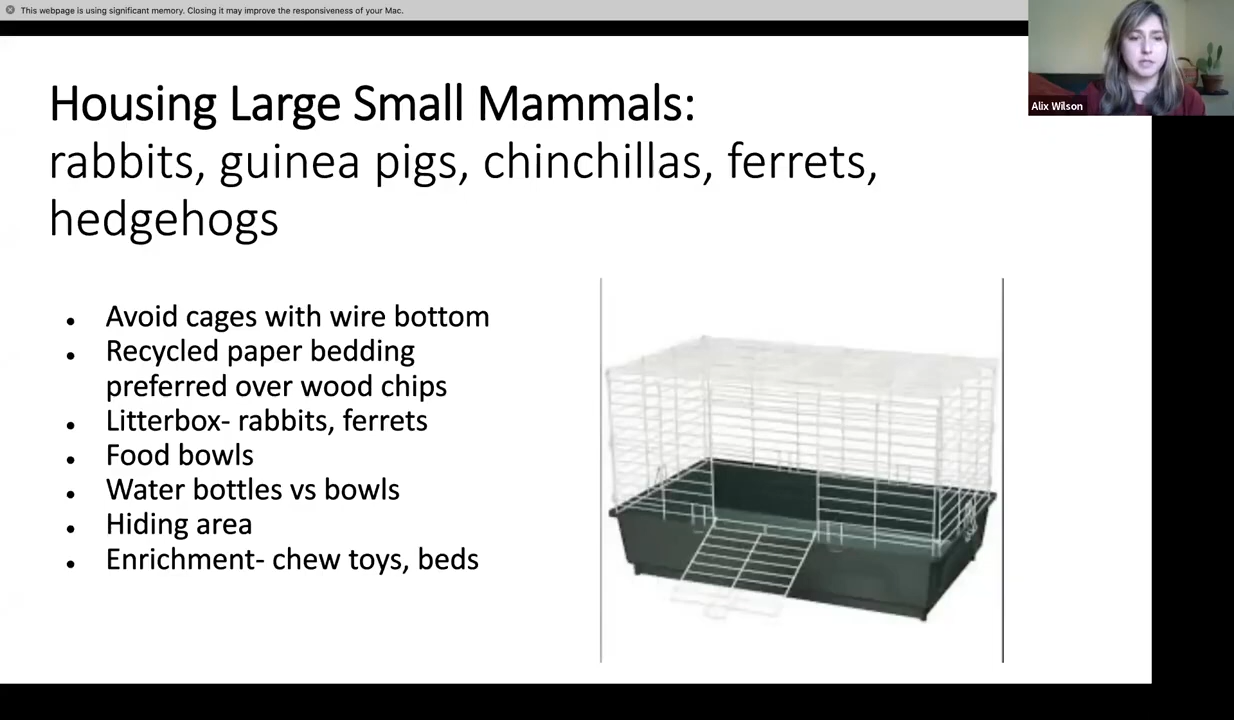 This webpage is using significant memory. Closing it may improve the responsiveness of your Mac.
Alix Wilson
Housing Large Small Mammals:
rabbits, guinea pigs, chinchillas, ferrets,
hedgehogs
• Avoid cages with wire bottom
• Recycled paper bedding
preferred over wood chips
• Litterbox- rabbits, ferrets
• Food bowls
• Water bottles vs bowls
• Hiding area
• Enrichment- chew toys, beds